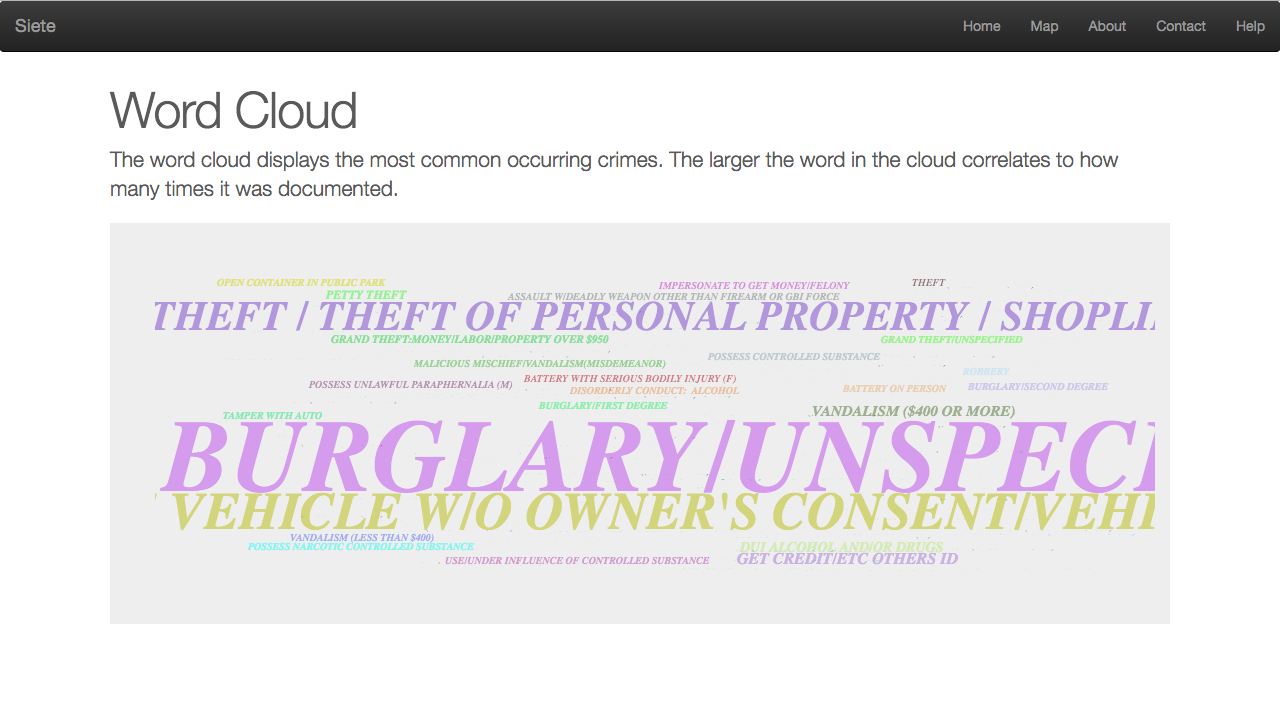 Siete
Home
Map
About
Contact
Help
Word Cloud
The word cloud displays the most common occurring crimes. The larger the word in the cloud correlates to how
many times it was documented.
OPEN CONTAINER IN PUBLIC PARK
IMPERSONATE TO GET MONEY/FELONY
THEFT
PETTY THEFT
ASSAULT W/DEADLY WEAPON OTHER THAN FIREARM OR GBI FORCE
THEFT / THEFT OF PERSONAL PROPERTY / SHOPLI
GRAND THEFT:MONEY/LABOR/PROPERTY OVER $950
GRAND THEFT/UNSPECIFIED
POSSESS CONTROLLED SUBSTANCE
MALICIOUS MISCHIEF/VANDALISM(MISDEMEANOR)
ROBBERY
BATTERY WITH SERIOUS BODILY INJURY (F)
POSSESS UNLAWFUL PARAPHERNALIA (M)
DISORDERLY CONDUCT: ALCOHOL
BATTERY ON PERSON
BURGLARY/SECOND DEGREE
BURGLARY/FIRST DEGREE
VANDALISM ($400 OR MORE)
TAMPER WITH AUTO
BURGLARY/UNSPECI
VEHICLE W/O OWNER'S CONSENT/VEHI
VANDALISM (LESS THAN $400)
POSSESS NARCOTIC CONTROLLED SUBSTANCE
DUI ALCOHOL AND/OR DRUGS
USE/UNDER INFLUENCE OF CONTROLLED SUBSTANCE
GET CREDIT/ETC OTHERS ID